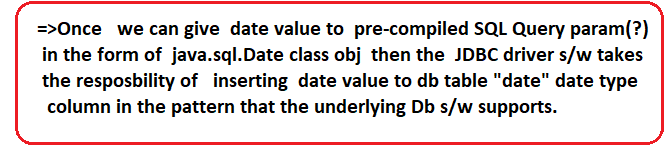 =>Once we can give date value to pre-compiled SQL Query param(?)
in the form of java.sql.Date class obj then the JDBC driver s/w takes
the resposbility of inserting date value to db table "date" date type
column in the pattern that the underlying Db s/w supports.